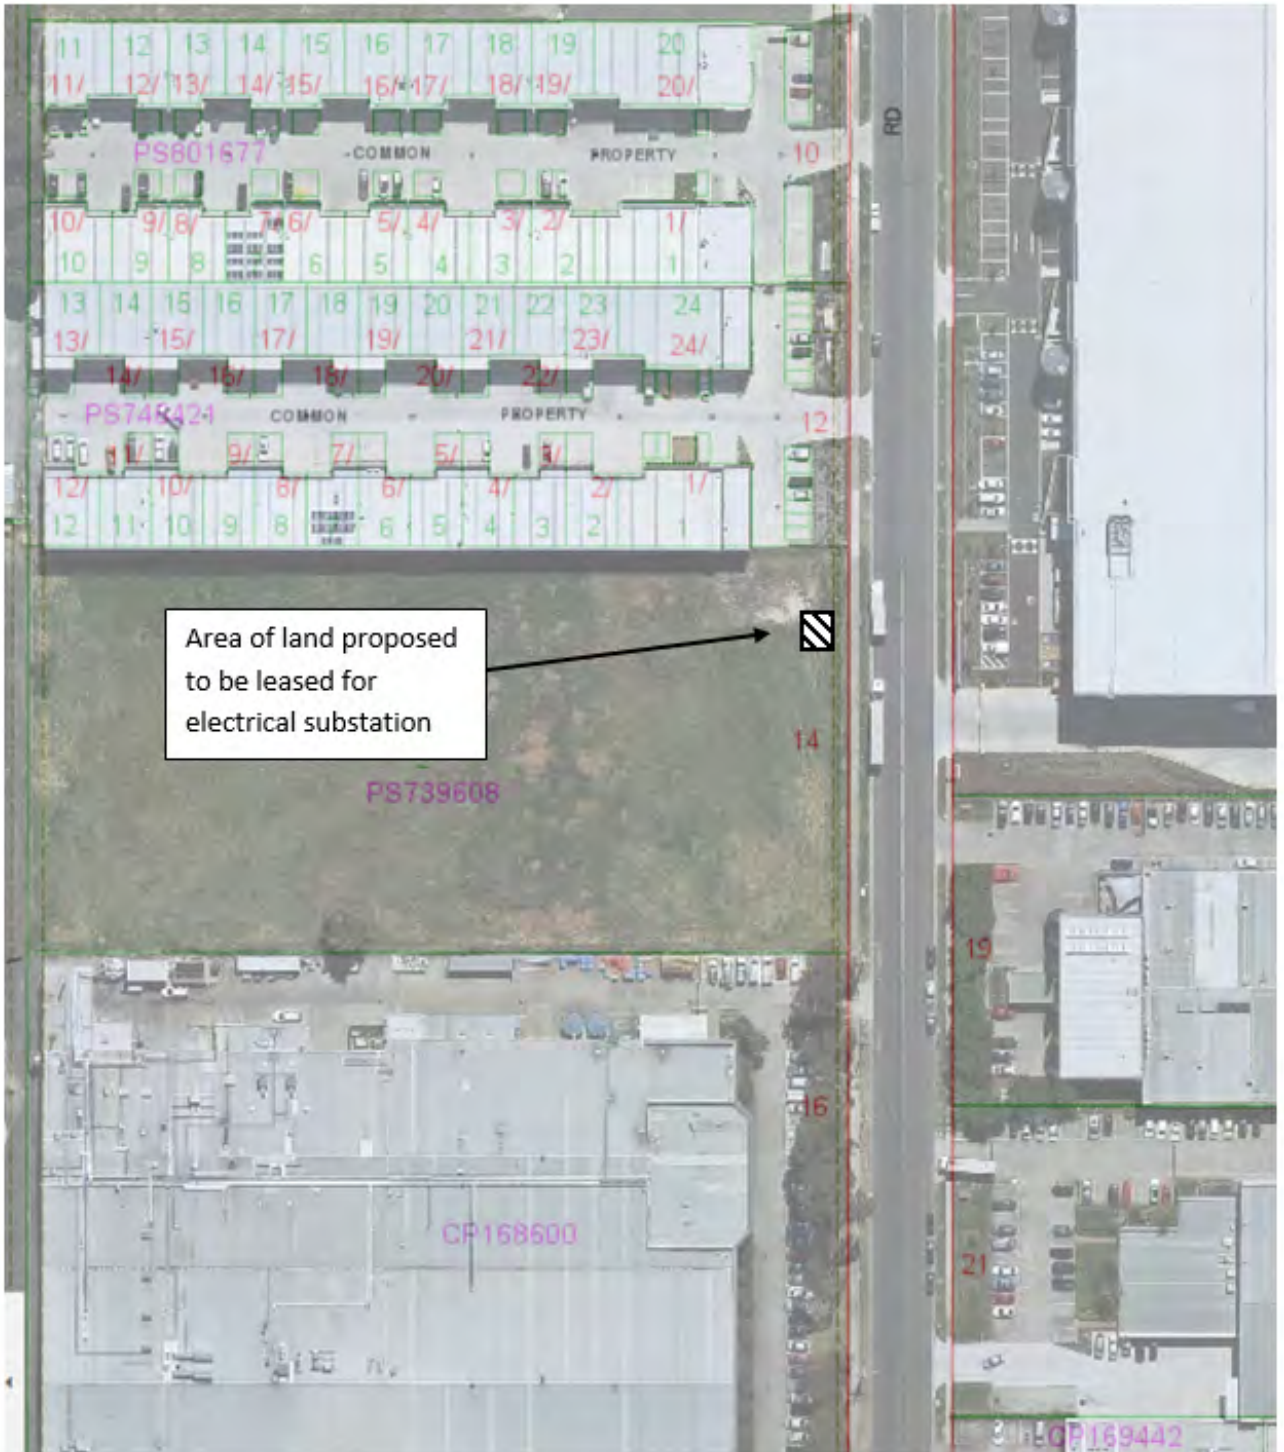 11 12 13 14 15 16 17 18 19 20
11/ 12/ 13/ 14/ 15/ 16/ 17/ 18/ 19/ 20/
RD
PS801677 COMMON PROPERTY 10
10/ 9/ 8/ 7/ 6/ 5/ 4/ 3/ 2/ 1/
10 9 8 6 5 4 3 2 1
13 14 15 16 17 18 19 20 21 22 23 24
13/ 15/ 17/ 19/ 21/ 23/ 24/
14/ 16/ 18/ 20/ 22/
PS746421 COMMON PROPERTY 12
11/ 9/ 7/ 5/ 3/
12/ 10/ 8/ 6/ 4/ 2/ 1/
12 11 10 9 8 6 5 4 3 2 1
Area of land proposed
to be leased for
electrical substation
14
PS739608
19
16
CP168600
21
CP169442